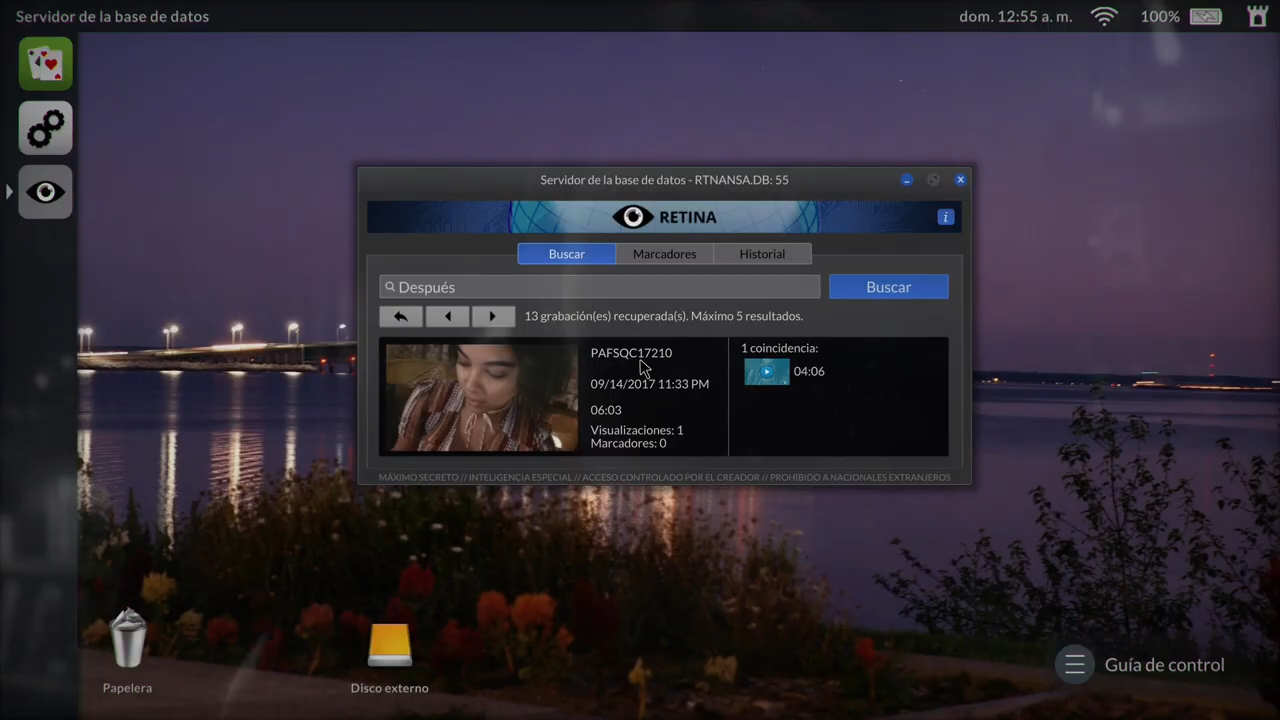 Servidor de la base de datos
dom. 12:55 a. m.
100%
Servidor de la base de datos - RTNANSA.DB: 55
RETINA
i
Buscar
Marcadores
Historial
Después
Buscar
13 grabación(es) recuperada(s). Máximo 5 resultados.
PAFSQC17210
09/14/2017 11:33 PM
06:03
Visualizaciones: 1
Marcadores: 0
1 coincidencia:
04:06
MÁXIMO SECRETO // INTELIGENCIA ESPECIAL // ACCESO CONTROLADO POR EL CREADOR // PROHIBIDO A NACIONALES EXTRANJEROS
Papelera
Disco externo
Guía de control